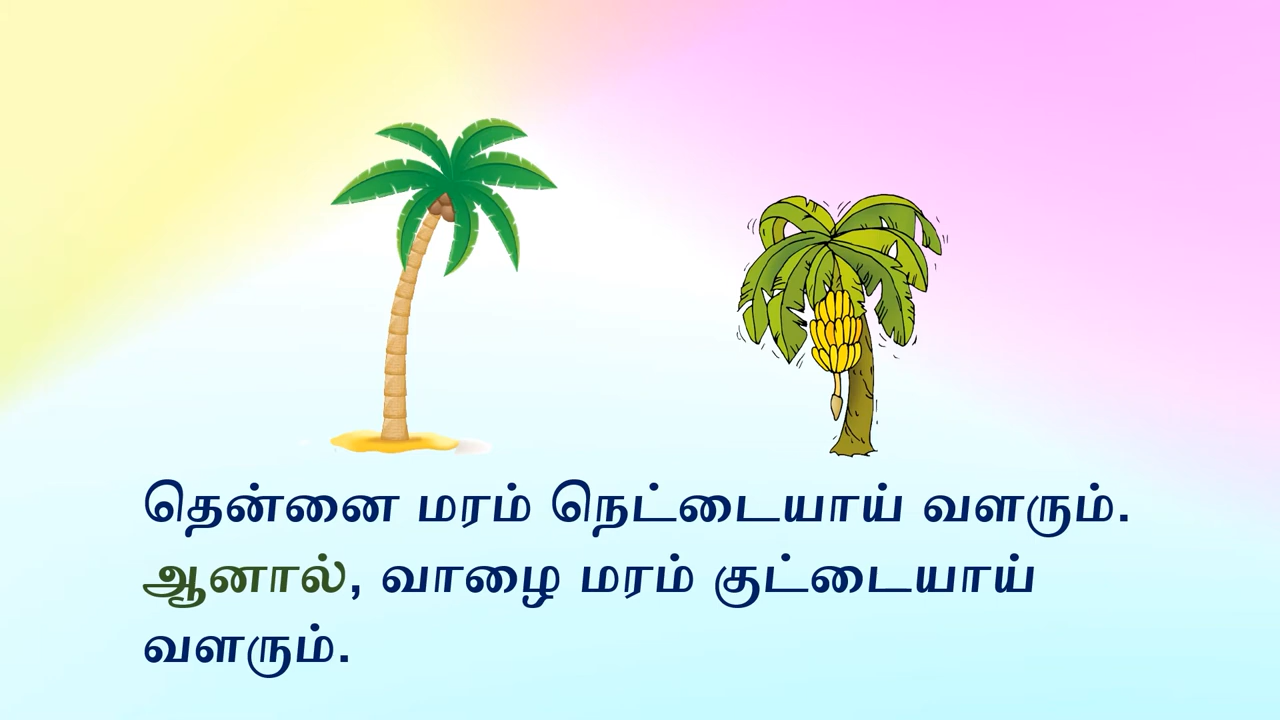 தென்னை மரம் நெட்டையாய் வளரும்.
ஆனால், வாழை மரம் குட்டையாய்
வளரும்.